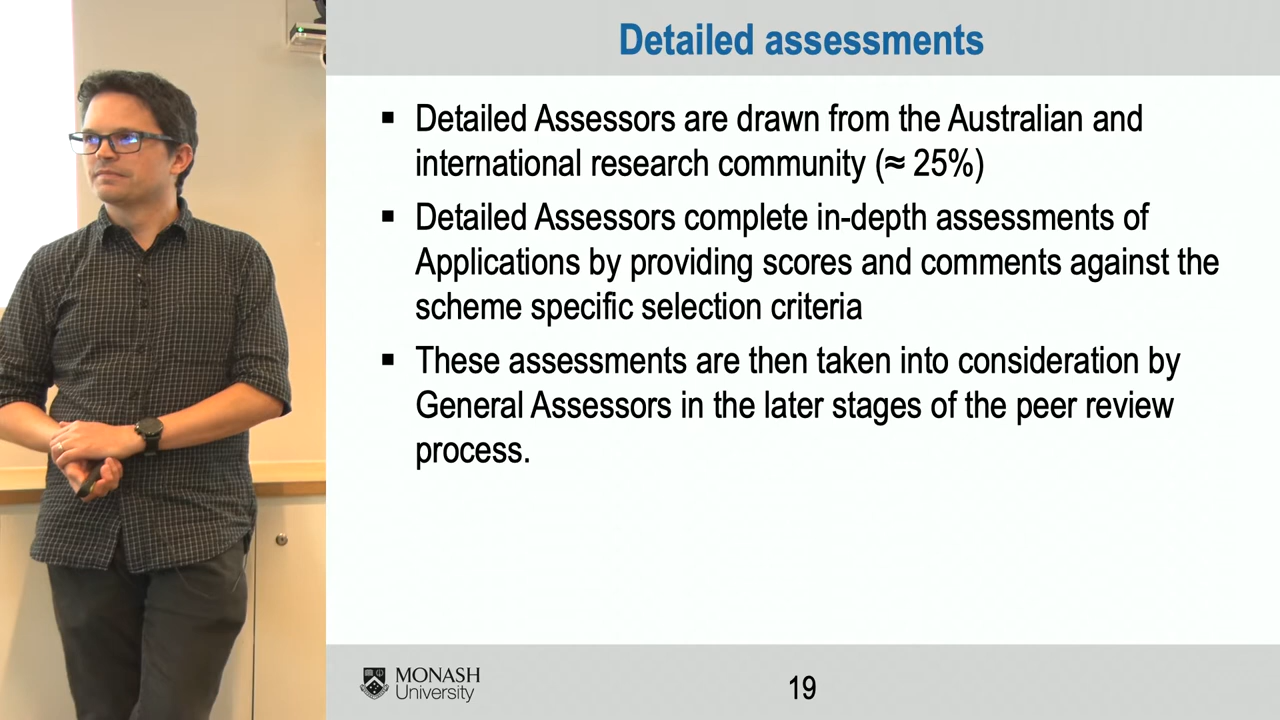 Detailed assessments
▪ Detailed Assessors are drawn from the Australian and
international research community (≈ 25%)
▪ Detailed Assessors complete in-depth assessments of
Applications by providing scores and comments against the
scheme specific selection criteria
▪ These assessments are then taken into consideration by
General Assessors in the later stages of the peer review
process.
MONASH
University
19